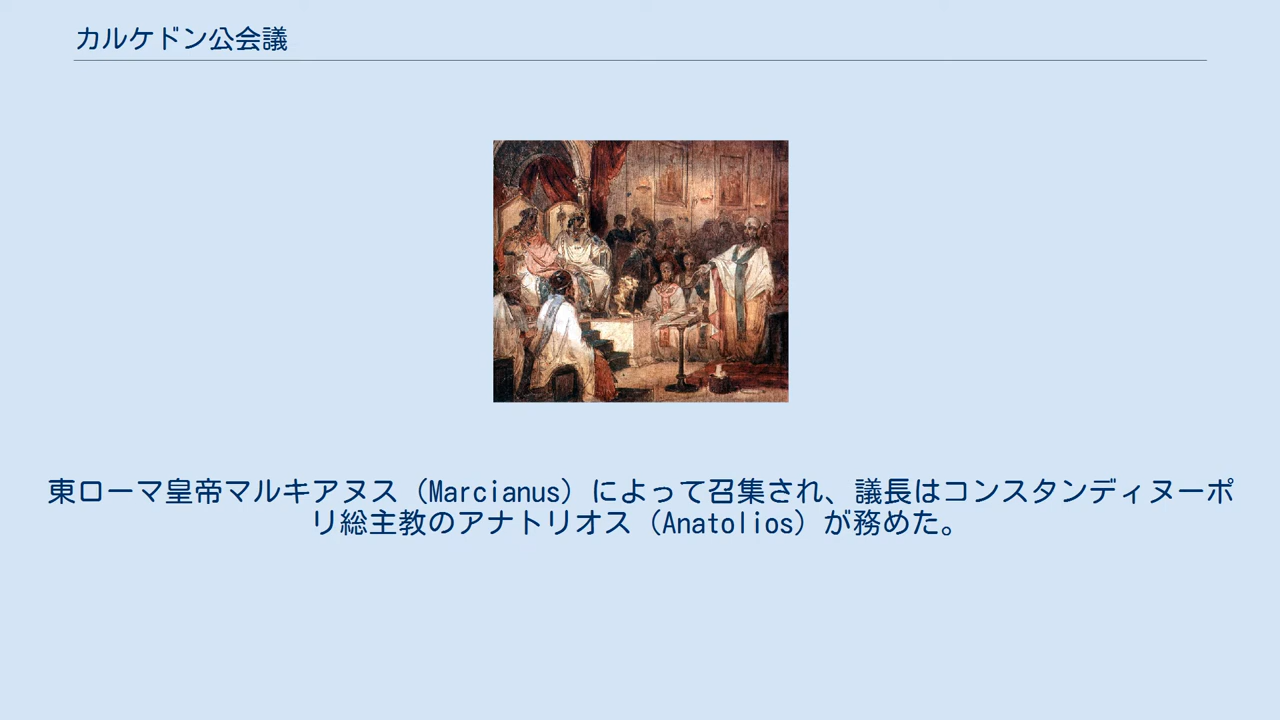 カルケドン公会議
東ローマ皇帝マルキアヌス（Marcianus）によって召集され、議長はコンスタンディヌーポ
リ総主教のアナトリオス（Anatolios）が務めた。